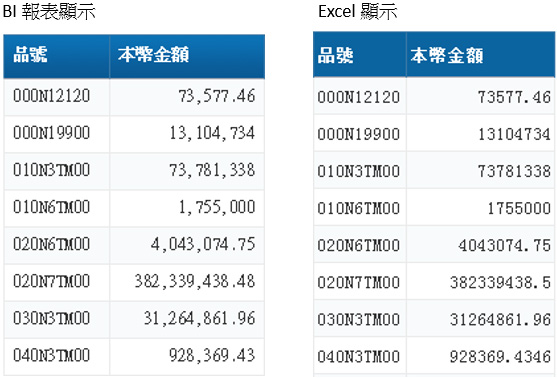 BI 報表顯示
品號 本幣金額
000N12120 73,577.46
000N19900 13,104,734
010N3TM00 73,781,338
010N6TM00 1,755,000
020N6TM00 4,043,074.75
020N7TM00 382,339,438.48
030N3TM00 31,264,861.96
040N3TM00 928,369.4346
Excel 顯示
品號 本幣金額
000N12120 73577.46
000N19900 13104734
010N3TM00 73781338
010N6TM00 1755000
020N6TM00 4043074.75
020N7TM00 382339438.5
030N3TM00 31264861.96
040N3TM00 928369.4346